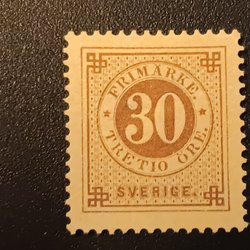 FRIMÄRKE.
30
TRETIO ÖRE.
SVERIGE.